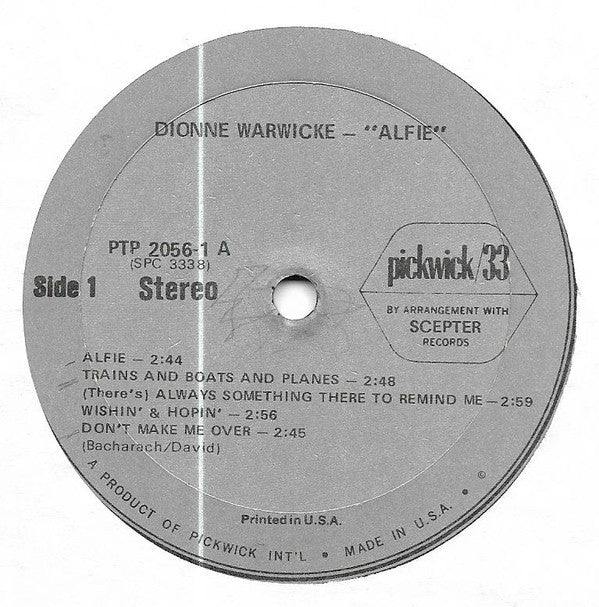 DIONNE WARWICKE — "ALFIE"
PTP 2056-1 A
(SPC 3338)
Side 1 Stereo
pickwick/33
BY ARRANGEMENT WITH
SCEPTER
RECORDS
ALFIE — 2:44
TRAINS AND BOATS AND PLANES — 2:48
(There's) ALWAYS SOMETHING THERE TO REMIND ME — 2:59
WISHIN' & HOPIN' — 2:56
DON'T MAKE ME OVER — 2:45
(Bacharach/David)
Printed in U.S.A.
A PRODUCT OF PICKWICK INT'L • MADE IN U.S.A. • ©